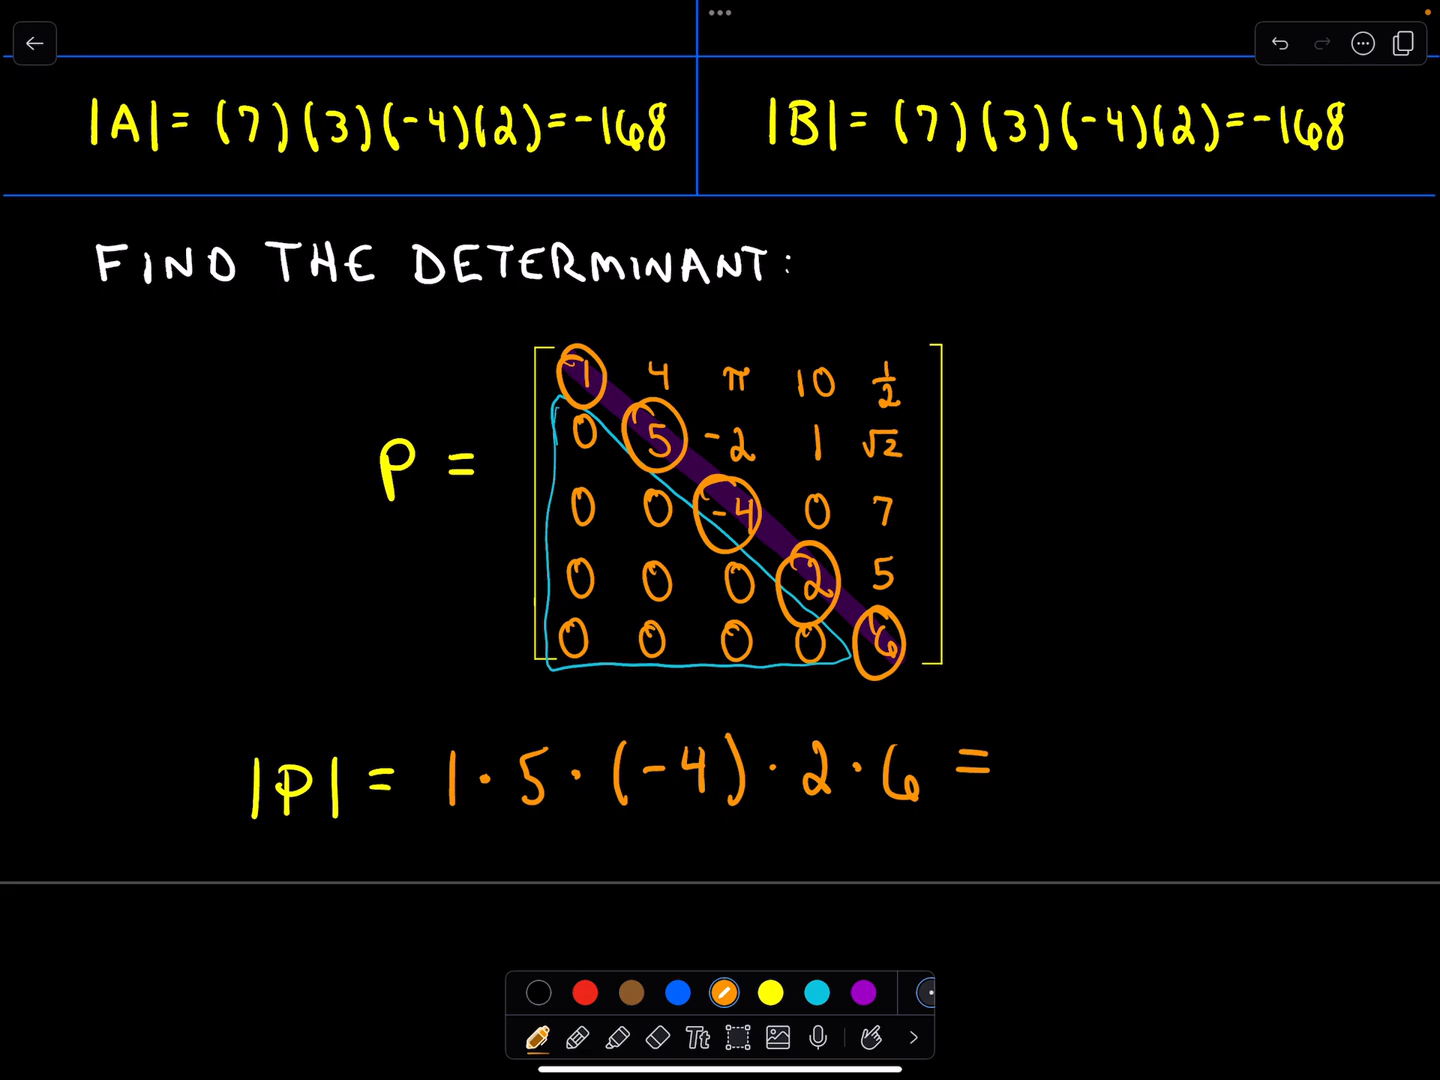 |A| = (7)(3)(-4)(2) = -168
|B| = (7)(3)(-4)(2) = -168
FIND THE DETERMINANT:
1 4 π 10 1/2
0 5 -2 1 √2
P =
0 0 -4 0 7
0 0 0 2 5
0 0 0 0 6
|P| = 1 · 5 · (-4) · 2 · 6 =
Tt